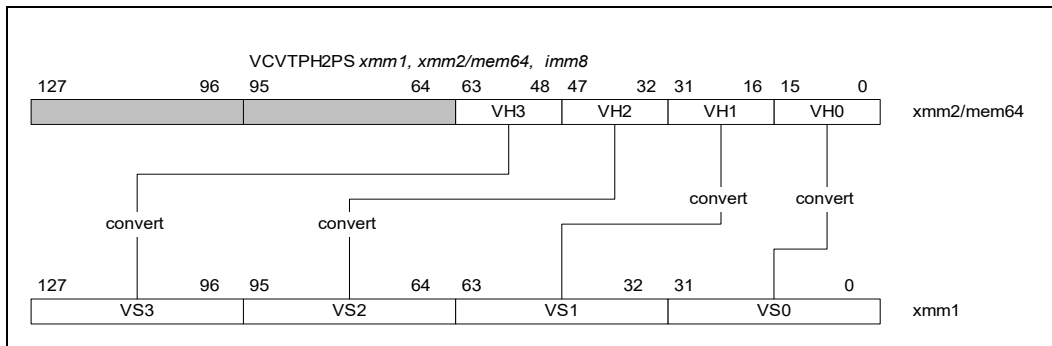 VCVTPH2PS xmm1, xmm2/mem64, imm8
127 96 95 64 63 48 47 32 31 16 15 0
VH3 VH2 VH1 VH0 xmm2/mem64
convert convert convert convert
127 96 95 64 63 32 31 0
VS3 VS2 VS1 VS0 xmm1